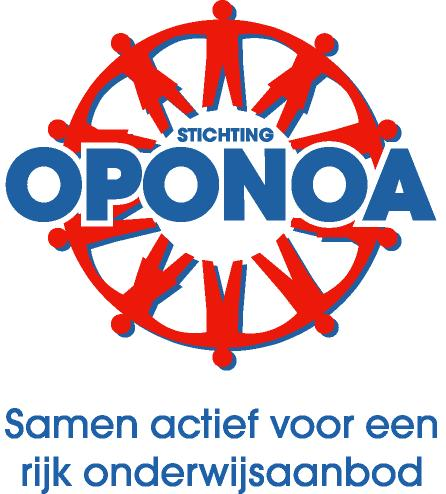 STICHTING
OPONOA
Samen actief voor een
rijk onderwijsaanbod